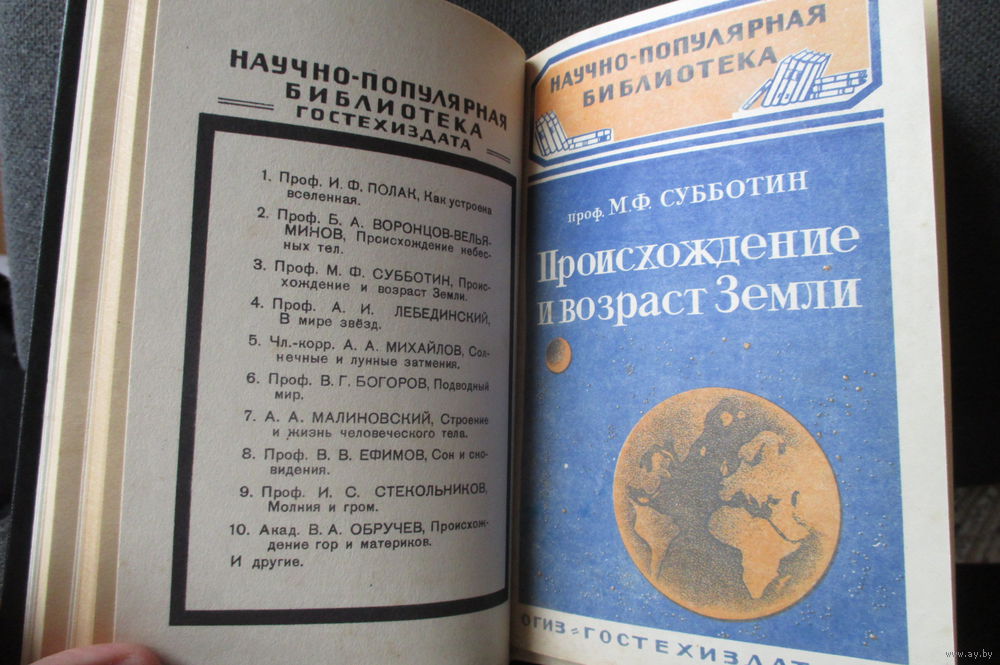 НАУЧНО-ПОПУЛЯРНАЯ
БИБЛИОТЕКА
ГОСТЕХИЗДАТА
1. Проф. И. Ф. ПОЛАК, Как устроена
вселенная.
2. Проф. Б. А. ВОРОНЦОВ-ВЕЛЬЯ-
МИНОВ, Происхождение небес-
ных тел.
3. Проф. М. Ф. СУББОТИН, Проис-
хождение и возраст Земли.
4. Проф. А. И. ЛЕБЕДИНСКИЙ,
В мире звёзд.
5. Чл.-корр. А. А. МИХАЙЛОВ, Сол-
нечные и лунные затмения.
6. Проф. В. Г. БОГОРОВ, Подводный
мир.
7. А. А. МАЛИНОВСКИЙ, Строение
и жизнь человеческого тела.
8. Проф. В. В. ЕФИМОВ, Сон и сно-
видения.
9. Проф. И. С. СТЕКОЛЬНИКОВ,
Молния и гром.
10. Акад. В. А. ОБРУЧЕВ, Происхож-
дение гор и материков.
И другие.
НАУЧНО-ПОПУЛЯРНАЯ
БИБЛИОТЕКА
проф. М.Ф. СУББОТИН
Происхождение
и возраст Земли
ОГИЗ=ГОСТЕХИЗДАТ
www.ay.by